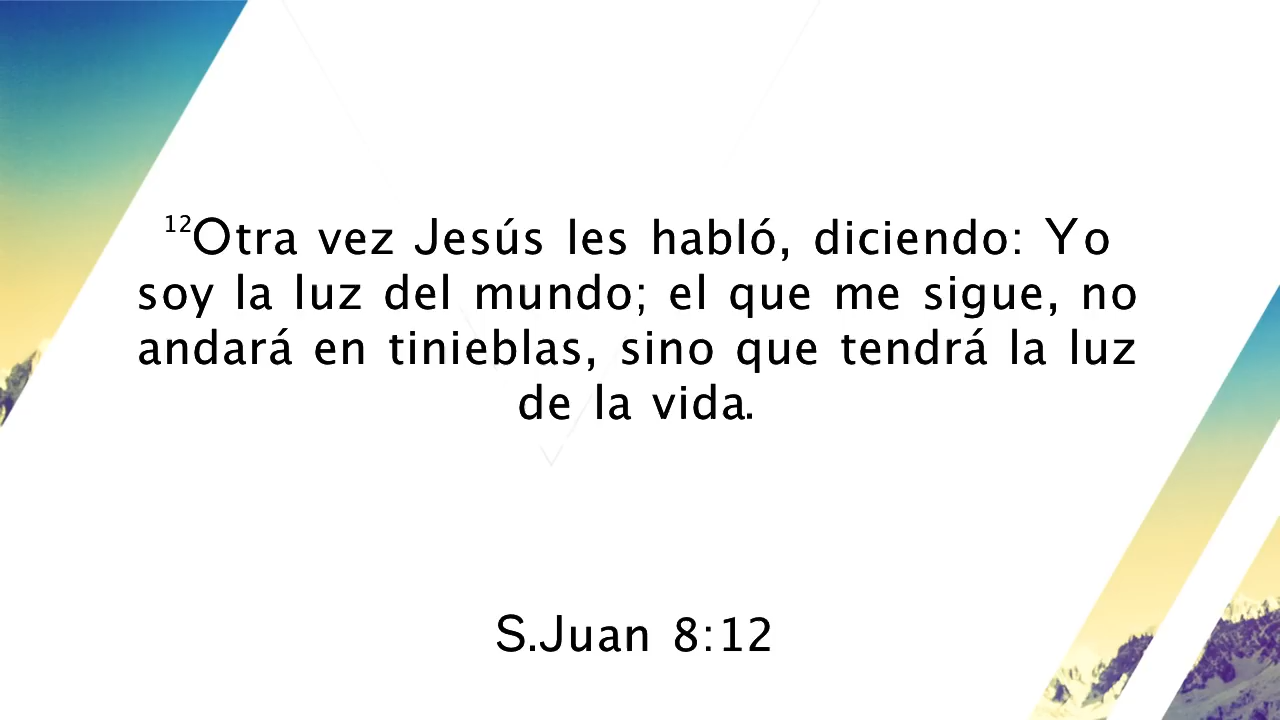 ¹²Otra vez Jesús les habló, diciendo: Yo
soy la luz del mundo; el que me sigue, no
andará en tinieblas, sino que tendrá la luz
de la vida.
S.Juan 8:12